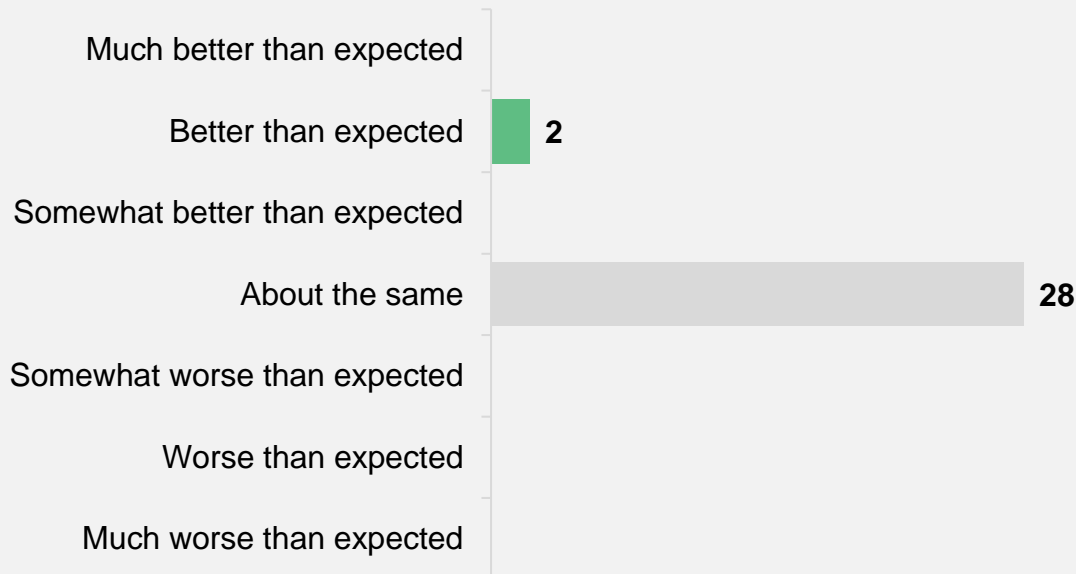 Much better than expected
Better than expected 2
Somewhat better than expected
About the same 28
Somewhat worse than expected
Worse than expected
Much worse than expected